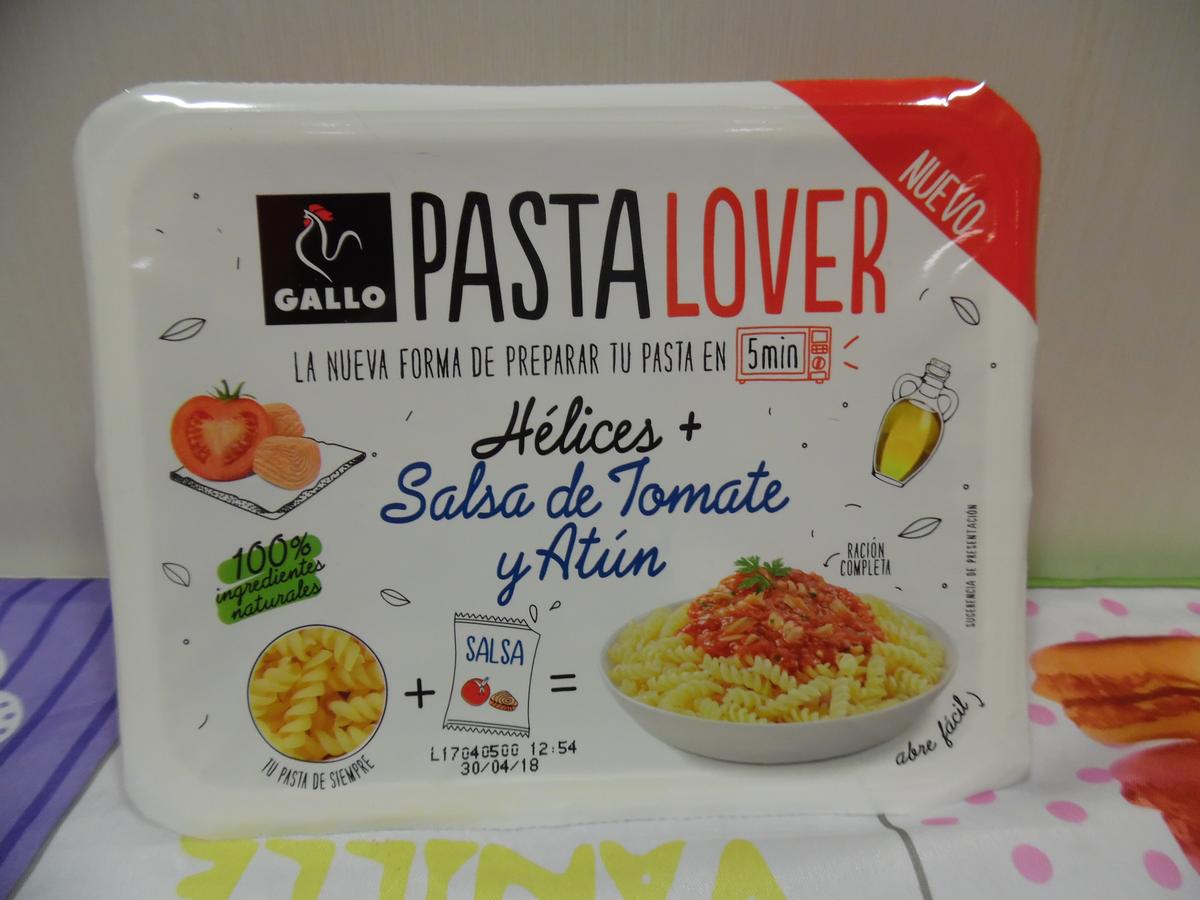 NUEVO
GALLO
PASTA LOVER
LA NUEVA FORMA DE PREPARAR TU PASTA EN 5min
Hélices +
Salsa de Tomate
y Atún
100%
ingredientes
naturales
RACIÓN
COMPLETA
SUGERENCIA DE PRESENTACIÓN
SALSA
+
=
TU PASTA DE SIEMPRE
L17040500 12:54
30/04/18
abre fácil
VANILLE